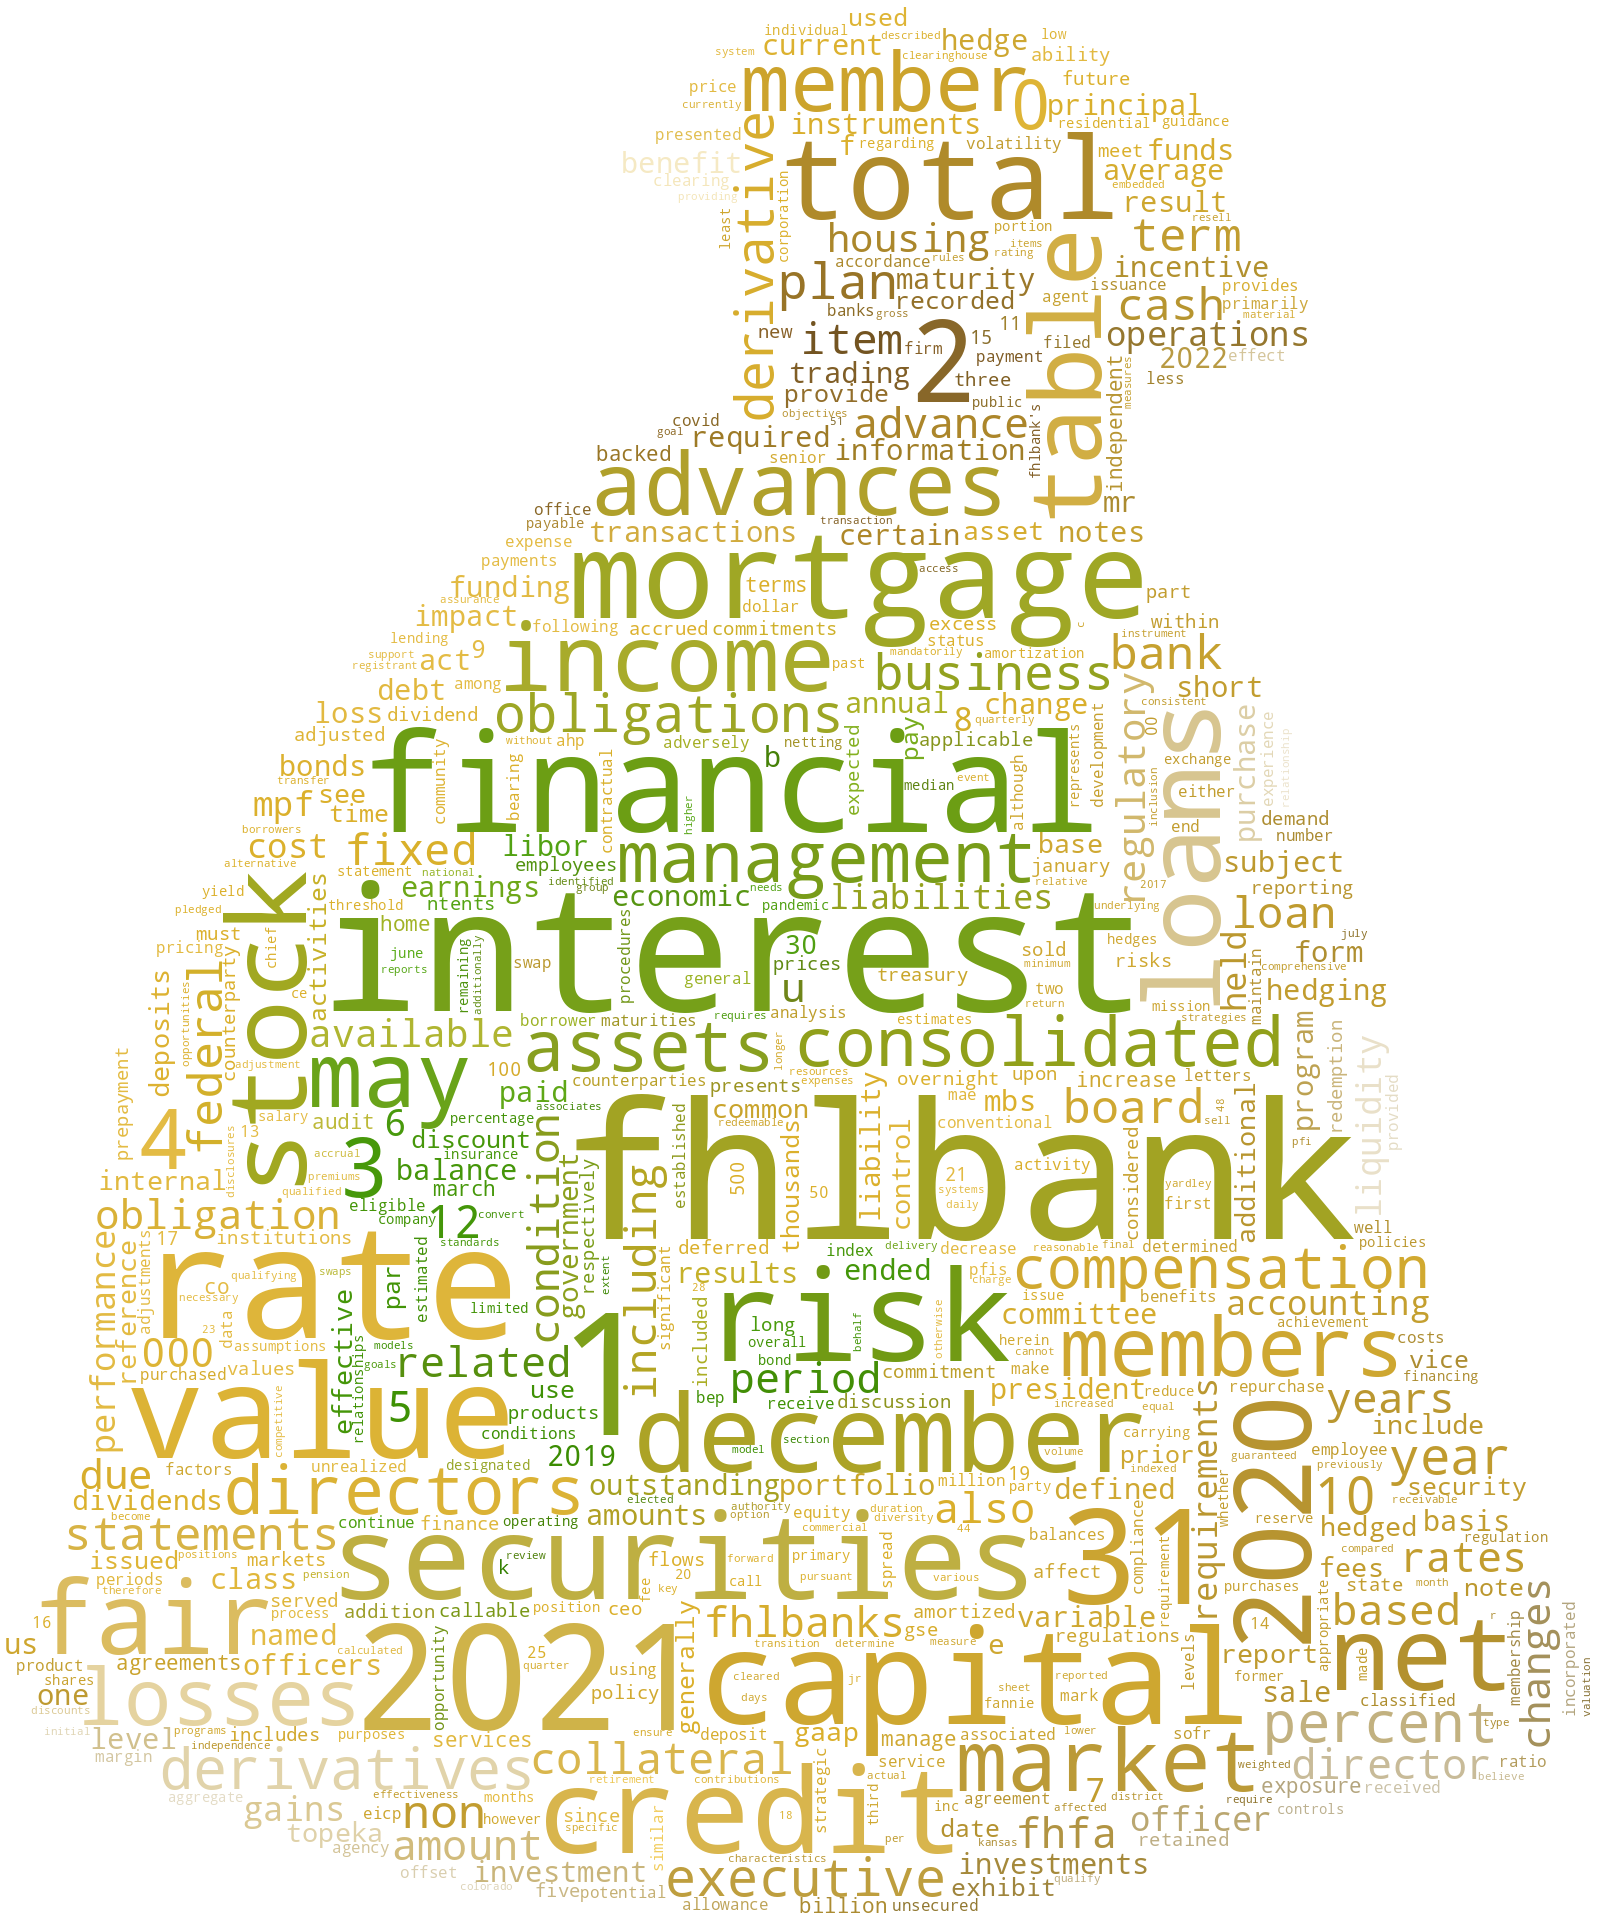 used
individual described low
system current hedge
clearinghouse ability
member future
price 0
currently principal
instruments residential guidance
presented derivative f regarding volatility meet funds
benefit total average
clearing embedded
providing corporation result
least portion resell
housing items table term
accordance rules rating
plan maturity incentive
recorded agent issuance provides
banks gross cash primarily
new item 2 15 11 material
firm filed operations
trading payment 2022 effect
three less
provide public independent measures
objectives fhlbank's
covid 51 advance
goal required
backed senior information
advances
office mr
payable transaction
transactions certain asset notes
expense
payments mortgage
access
funding terms part
assurance dollar
impact following accrued commitments excess c within
lending status instrument
support act 9 income past mandatorily amortization bank
registrant business
debt among short
loss dividend obligations annual change regulatory consistent
adjusted 8 quarterly loans 00 purchase
without ahp adversely netting pay applicable
bonds financial b expected represents development exchange experience relationship
transfer community bearing contractual median event although inclusion either
mpf see
time higher end demand
borrowers number
cost fixed libor management base
alternative employees january subject
statement national identified group economic needs relative 2017
yield earnings pandemic liabilities underlying reporting
threshold ntents
pledged stock activities home interest loan
must chief 30 sold hedges held july
pricing federal june remaining additionally swap procedures prices treasury risks form
reports general u minimum comprehensive
deposits opportunities counterparty ce two maintain hedging
requires analysis return mission
available borrower maturities estimates strategies
assets consolidated program
adjustment may longer liquidity
prepayment 100 counterparties resources overnight upon increase letters redemption provided
paid presents expenses
salary percentage associates common mae mbs board
13 audit 6 redeemable conventional 48
disclosures accrual discount condition fhlbank sell pfi
insurance established control considered additional
internal premiums balance government respectively including thousands liability activity
qualified march 500 50 21 yardley
eligible systems first
obligation company 12 convert daily well
17 institutions standards deferred index delivery decrease reasonable final determined policies
performance reference adjustments rate co qualifying swaps par estimated extent significant results ended pfis compensation
necessary limited 28 charge issue benefits accounting
23 data assumptions models 1 risk committee achievement
000 effective long herein costs
values goals related included overall behalf otherwise cannot members vice
purchased relationships bond commitment make financing
value 5 use period president reduce repurchase years
competitive products bep receive discussion increased equal
conditions december carrying include
due factors 2019 model section volume requirements 2020 employee
unrealized designated prior guaranteed previously year
indexed
dividends directors outstanding portfolio million 19 defined 10 security
become elected authority duration party whether receivable
continue finance operating amounts option equity diversity also reserve hedged basis
statements commercial 44 31 balances compliance regulation
issued positions markets securities review flows forward primary compared
periods pension k 20 pursuant spread various affect requirement fees rates
therefore class fee key call purchases state month
16 fair served addition callable position ceo note
process fhlbanks gse amortized variable 14 appropriate based
us named calculated transition determine measure e regulations net r
product agreements officers 25 2021 generally capital levels report changes
shares quarter using cleared jr sheet reported former made membership incorporated
one losses opportunity policy days fannie mark sale classified valuation
discounts
initial level programs includes purposes ensure deposit gaap manage associated lower sofr percent type
independence services
margin derivatives collateral strategic service market weighted director ratio
retirement contributions actual believe
aggregate effectiveness months credit third agreement 7 district exposure received
gains eicp non however since 18 inc affected require
specific officer controls
topeka similar per date fhfa
agency amount kansas retained
characteristics
offset investment executive investments
colorado exhibit qualify
five potential
allowance billion unsecured